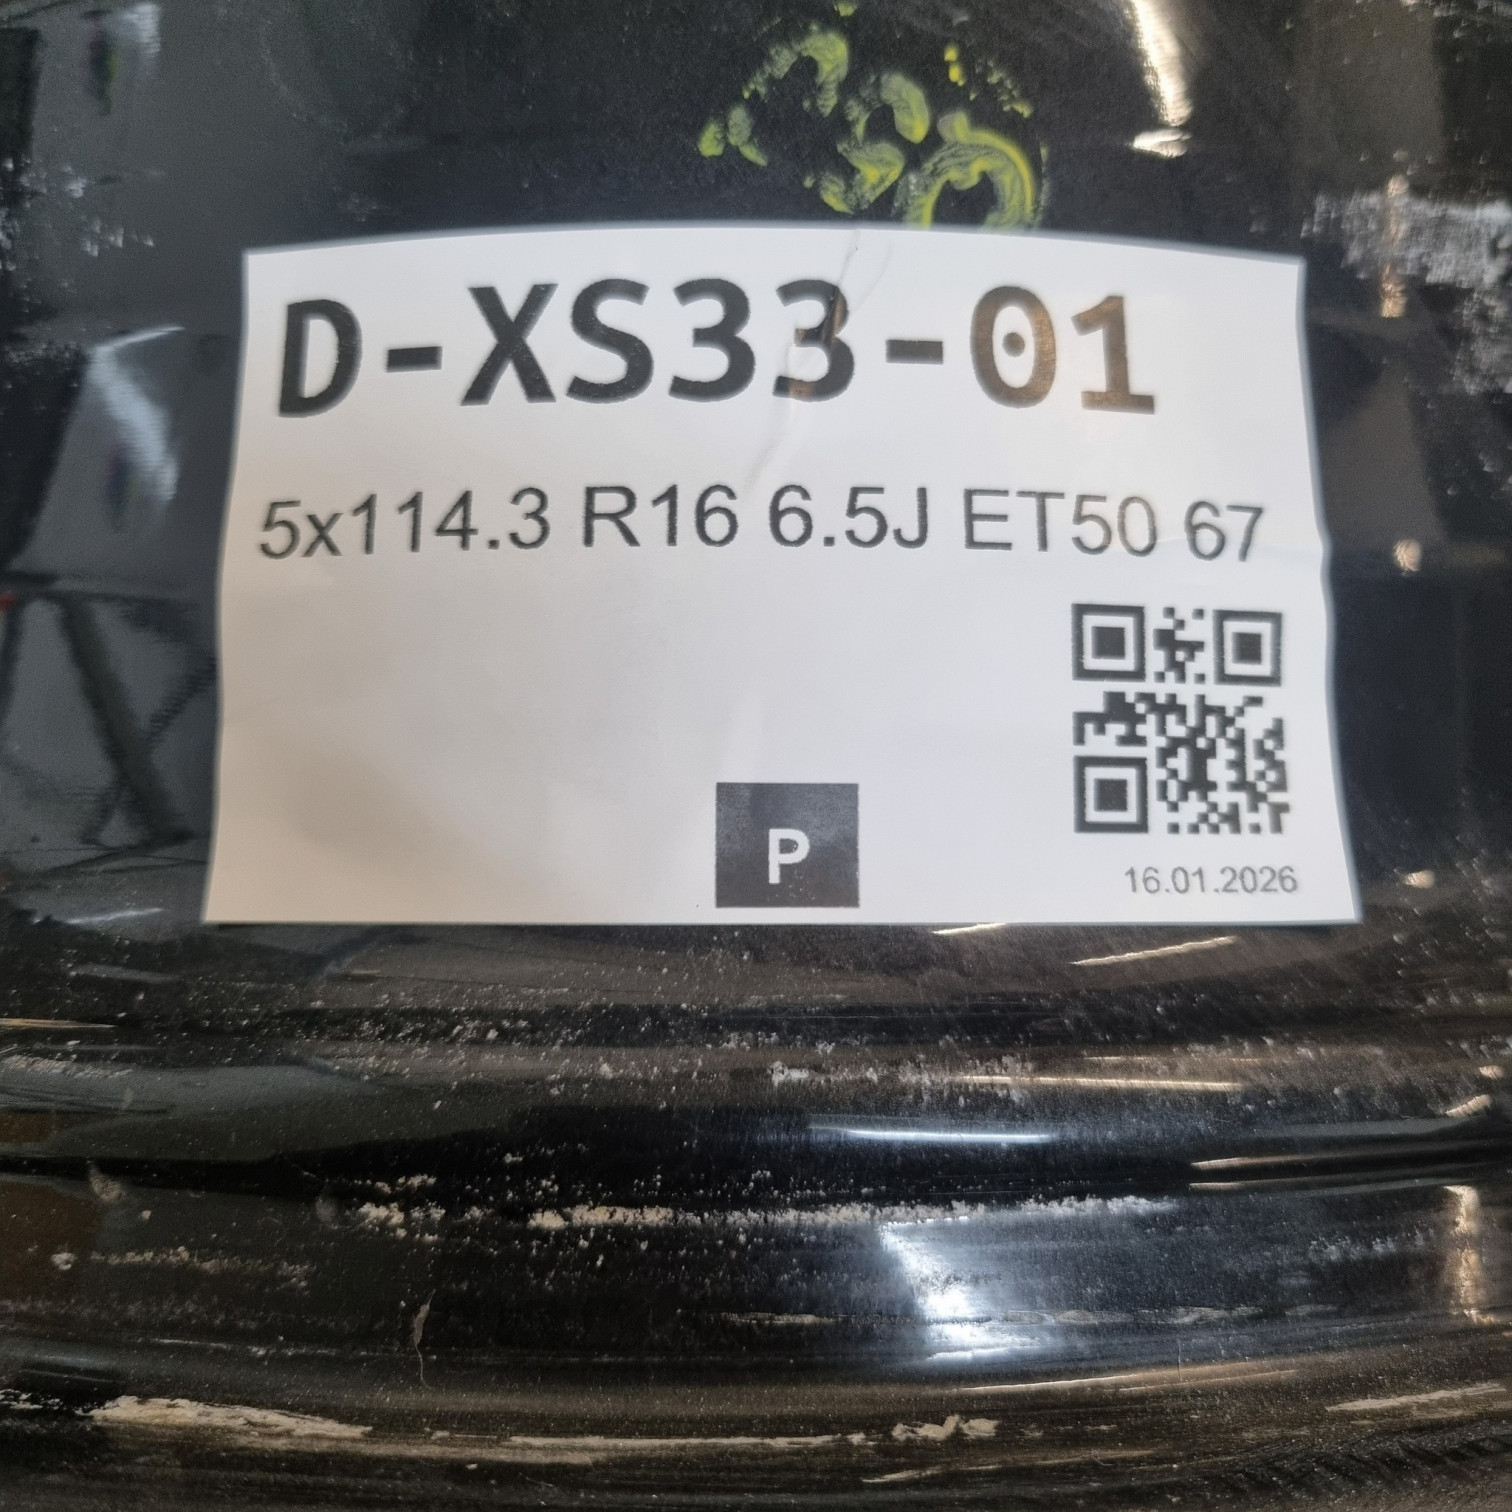 D-XS33-01
5x114.3 R16 6.5J ET50 67
P
16.01.2026